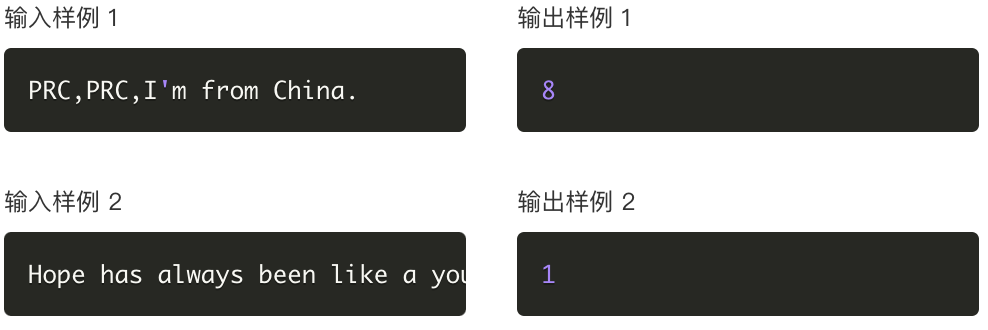 输入样例 1
输出样例 1
PRC,PRC,I'm from China.
8
输入样例 2
输出样例 2
Hope has always been like a
1